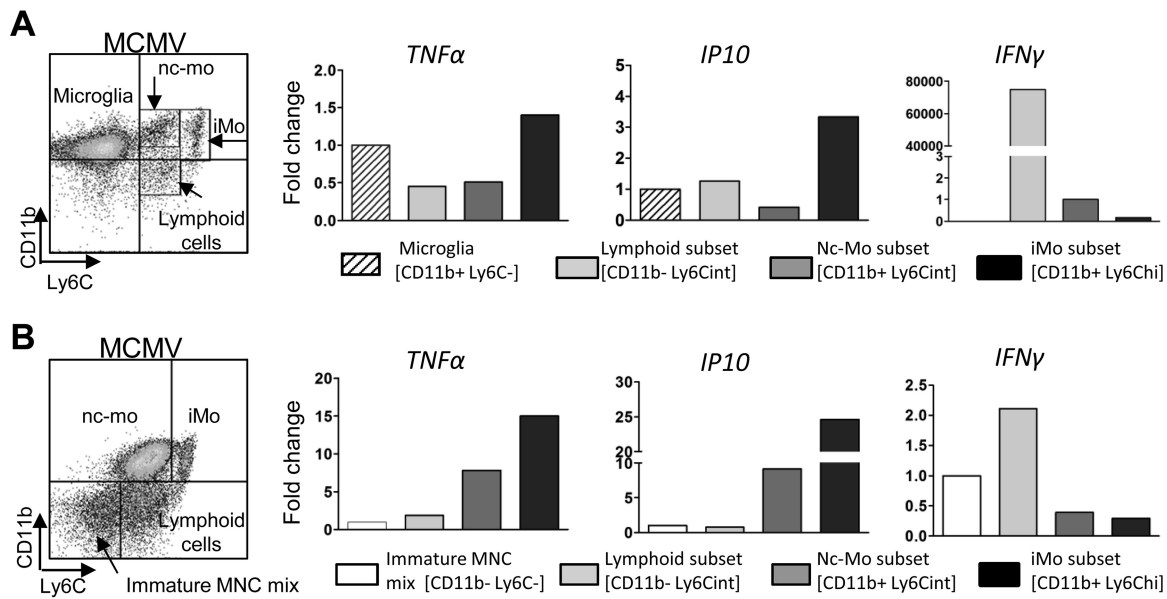 A
MCMV
nc-mo
Microglia
iMo
Lymphoid
cells
CD11b
Ly6C
TNFα
Fold change
2.0
1.5
1.0
0.5
0.0
IP10
5
4
3
2
1
0
IFNγ
80000
40000
3
2
1
0
Microglia
[CD11b+ Ly6C-]
Lymphoid subset
[CD11b- Ly6Cint]
Nc-Mo subset
[CD11b+ Ly6Cint]
iMo subset
[CD11b+ Ly6Chi]
B
MCMV
nc-mo
iMo
Lymphoid
cells
CD11b
Ly6C
Immature MNC mix
TNFα
Fold change
20
15
10
5
0
IP10
30
25
20
10
5
0
IFNγ
2.5
2.0
1.5
1.0
0.5
0.0
Immature MNC
mix [CD11b- Ly6C-]
Lymphoid subset
[CD11b- Ly6Cint]
Nc-Mo subset
[CD11b+ Ly6Cint]
iMo subset
[CD11b+ Ly6Chi]